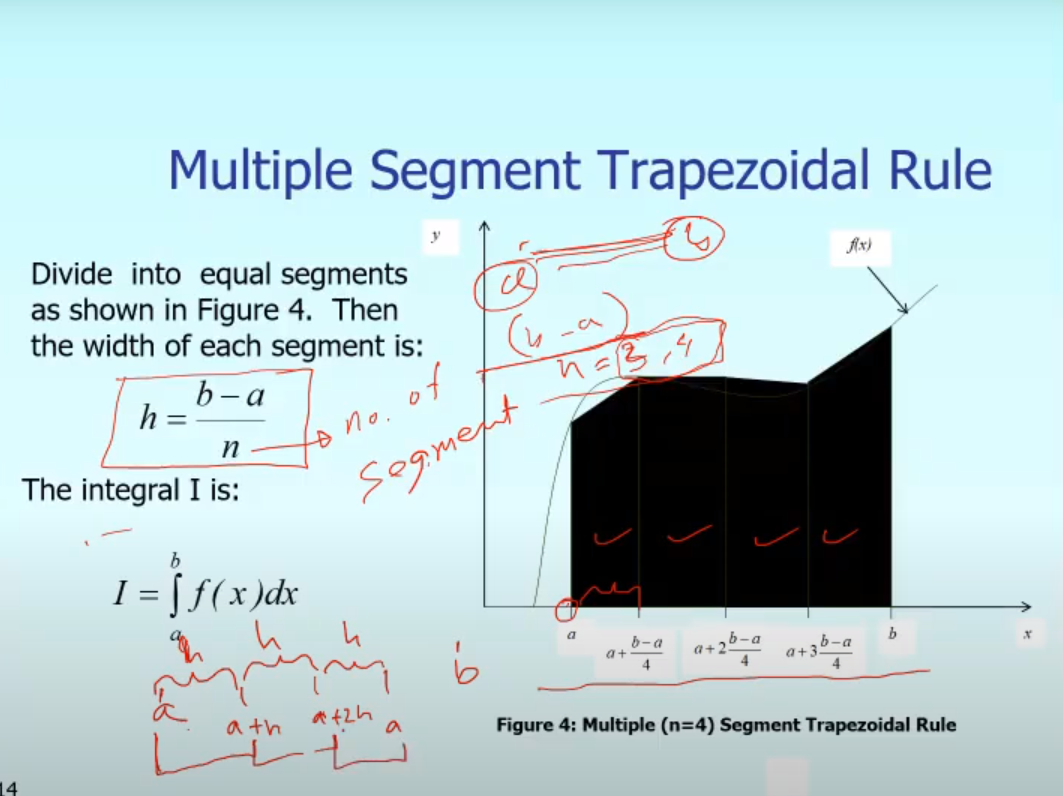 Multiple Segment Trapezoidal Rule
y
f(x)
a b
Divide into equal segments
as shown in Figure 4. Then
the width of each segment is:
(b-a)
n = 3, 4
h = \frac{b-a}{n}
no. of
segment
The integral I is:
I = \int_a^b f(x)dx
h h h
a a+h a+2h a
b
a a+\frac{b-a}{4} a+2\frac{b-a}{4} a+3\frac{b-a}{4} b x
Figure 4: Multiple (n=4) Segment Trapezoidal Rule
14